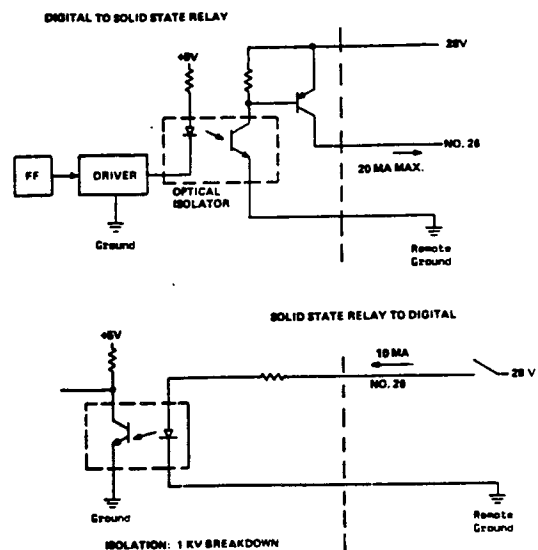 DIGITAL TO SOLID STATE RELAY
+5V
28V
NO. 26
20 MA MAX.
FF
DRIVER
OPTICAL
ISOLATOR
Ground
Remote
Ground
SOLID STATE RELAY TO DIGITAL
+5V
10 MA
NO. 26
28 V
Ground
Remote
Ground
ISOLATION: 1 KV BREAKDOWN